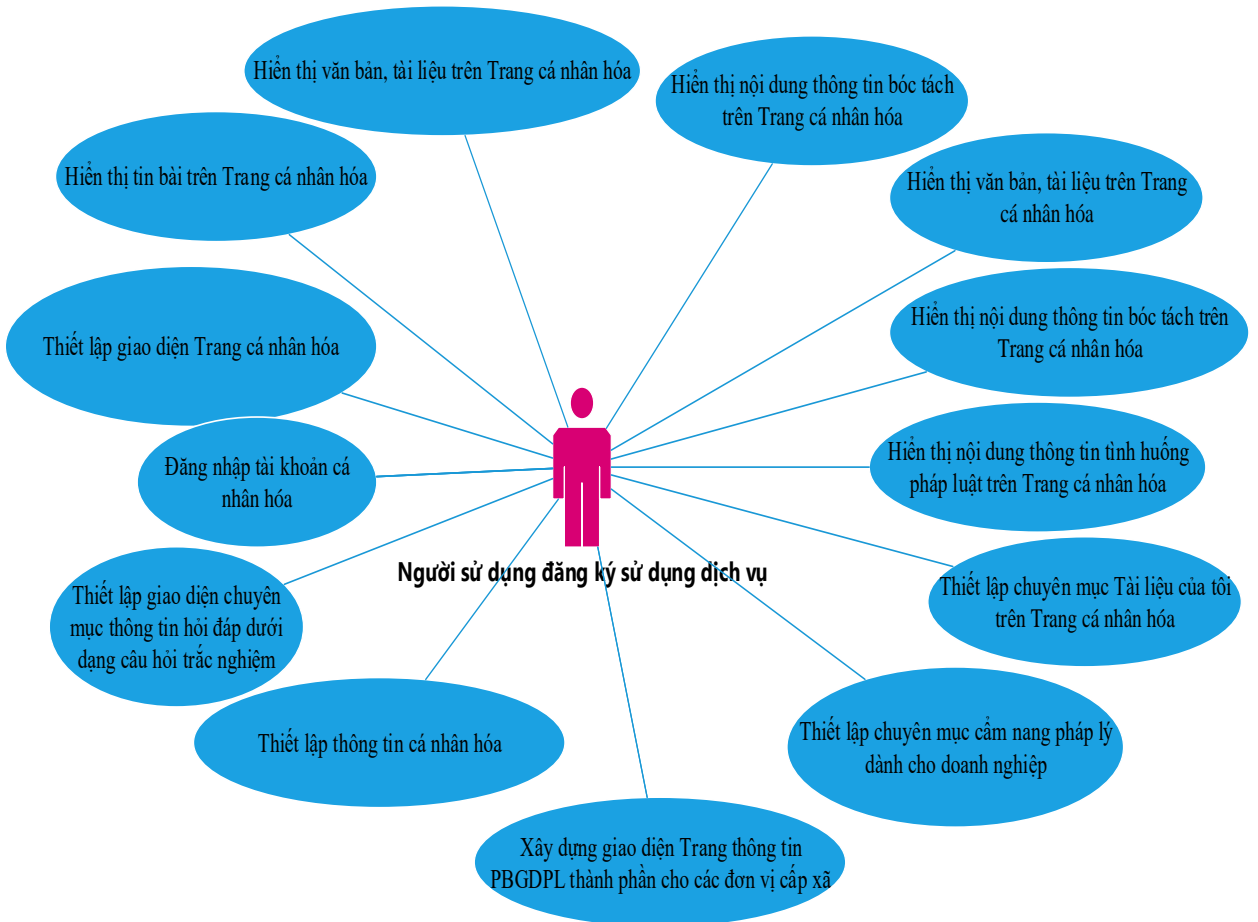 Hiển thị văn bản, tài liệu trên Trang cá nhân hóa
Hiển thị nội dung thông tin bóc tách
trên Trang cá nhân hóa
Hiển thị tin bài trên Trang cá nhân hóa
Hiển thị văn bản, tài liệu trên Trang
cá nhân hóa
Thiết lập giao diện Trang cá nhân hóa
Hiển thị nội dung thông tin bóc tách trên
Trang cá nhân hóa
Đăng nhập tài khoản cá
nhân hóa
Hiển thị nội dung thông tin tình huống
pháp luật trên Trang cá nhân hóa
Người sử dụng đăng ký sử dụng dịch vụ
Thiết lập giao diện chuyên
mục thông tin hỏi đáp dưới
dạng câu hỏi trắc nghiệm
Thiết lập chuyên mục Tài liệu của tôi
trên Trang cá nhân hóa
Thiết lập thông tin cá nhân hóa
Thiết lập chuyên mục cẩm nang pháp lý
dành cho doanh nghiệp
Xây dựng giao diện Trang thông tin
PBGDPL thành phần cho các đơn vị cấp xã